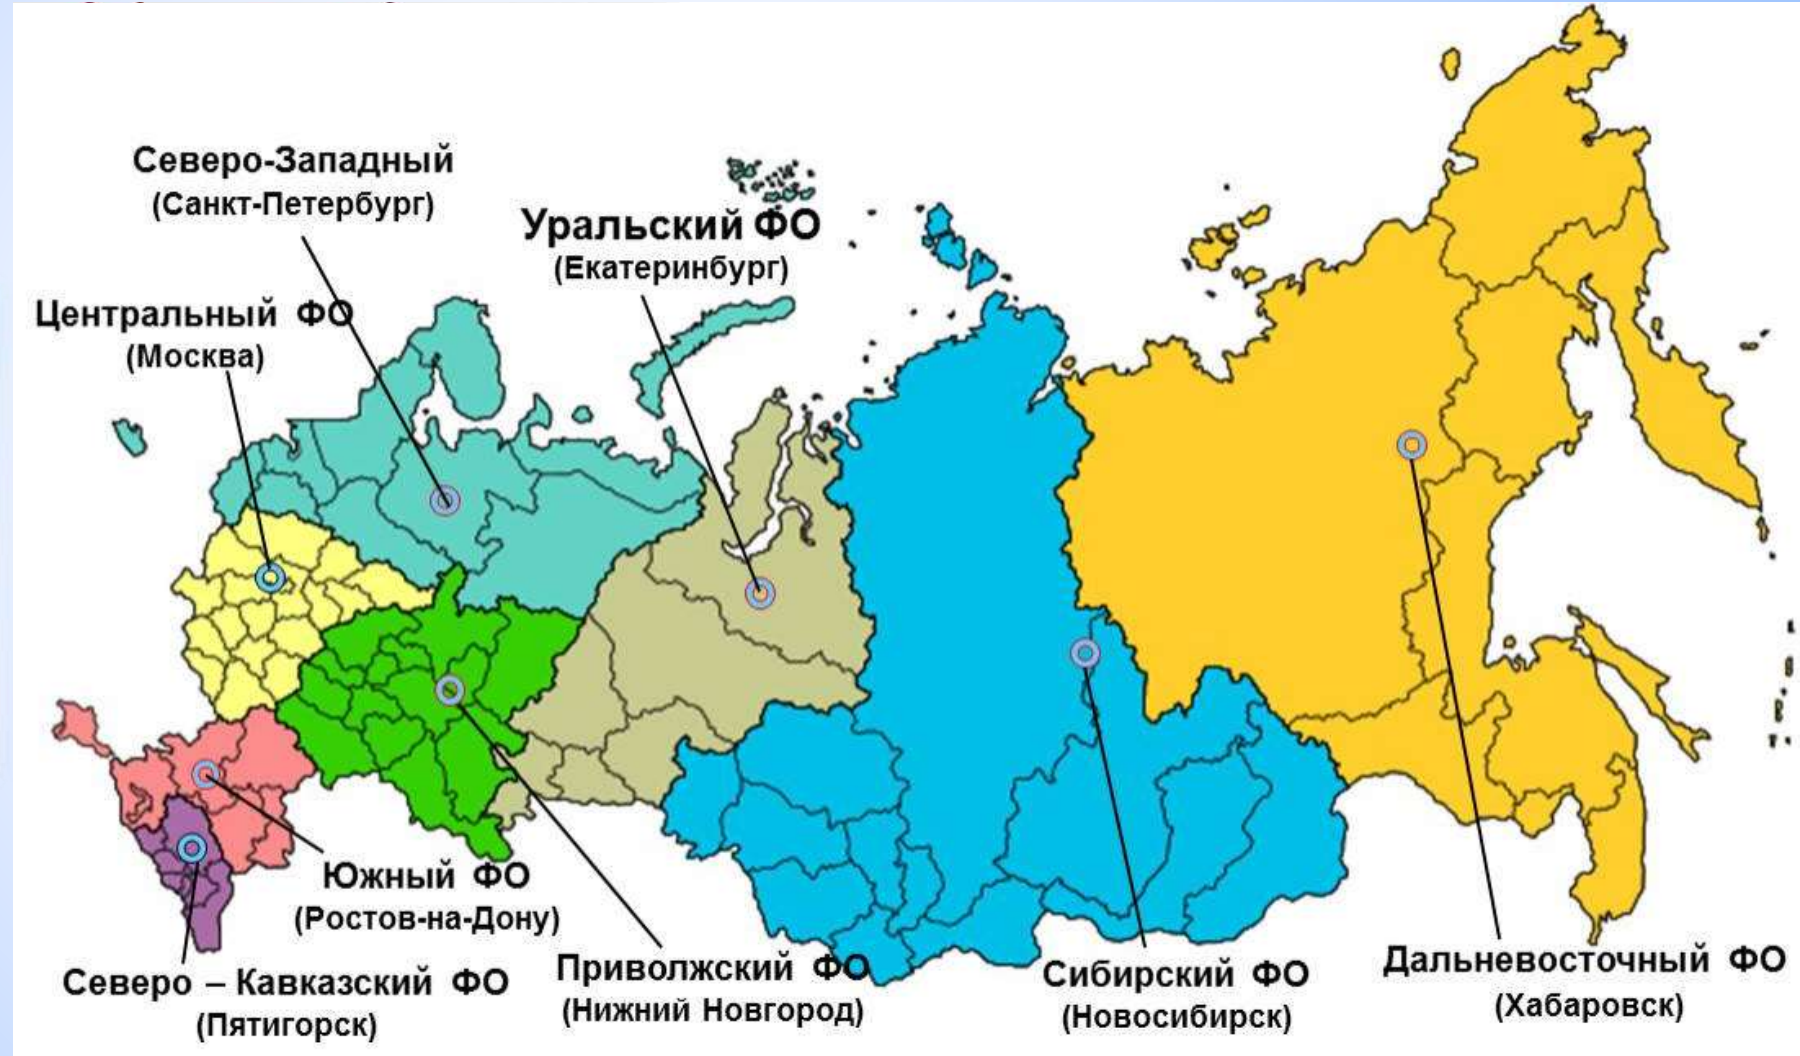 Северо-Западный
(Санкт-Петербург)
Уральский ФО
(Екатеринбург)
Центральный ФО
(Москва)
Южный ФО
(Ростов-на-Дону)
Северо – Кавказский ФО
(Пятигорск)
Приволжский ФО
(Нижний Новгород)
Сибирский ФО
(Новосибирск)
Дальневосточный ФО
(Хабаровск)